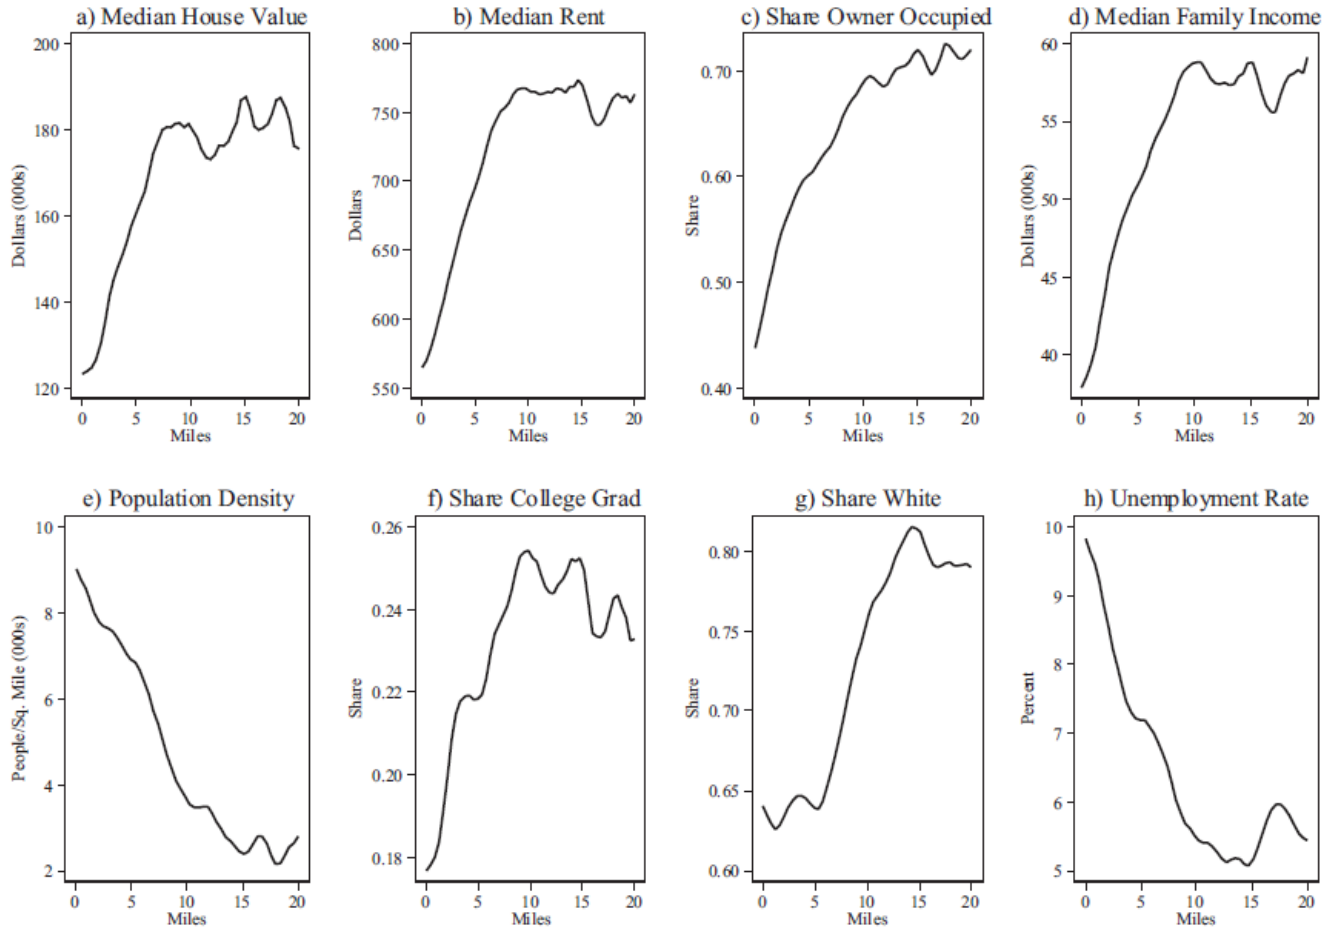 a) Median House Value
200
180
160
140
120
Dollars (000s)
0 5 10 15 20
Miles
b) Median Rent
800
750
700
650
600
550
Dollars
0 5 10 15 20
Miles
c) Share Owner Occupied
0.70
0.60
0.50
0.40
Share
0 5 10 15 20
Miles
d) Median Family Income
60
55
50
45
40
Dollars (000s)
0 5 10 15 20
Miles
e) Population Density
10
8
6
4
2
People/Sq. Mile (000s)
0 5 10 15 20
Miles
f) Share College Grad
0.26
0.24
0.22
0.20
0.18
Share
0 5 10 15 20
Miles
g) Share White
0.80
0.75
0.70
0.65
0.60
Share
0 5 10 15 20
Miles
h) Unemployment Rate
10
9
8
7
6
5
Percent
0 5 10 15 20
Miles